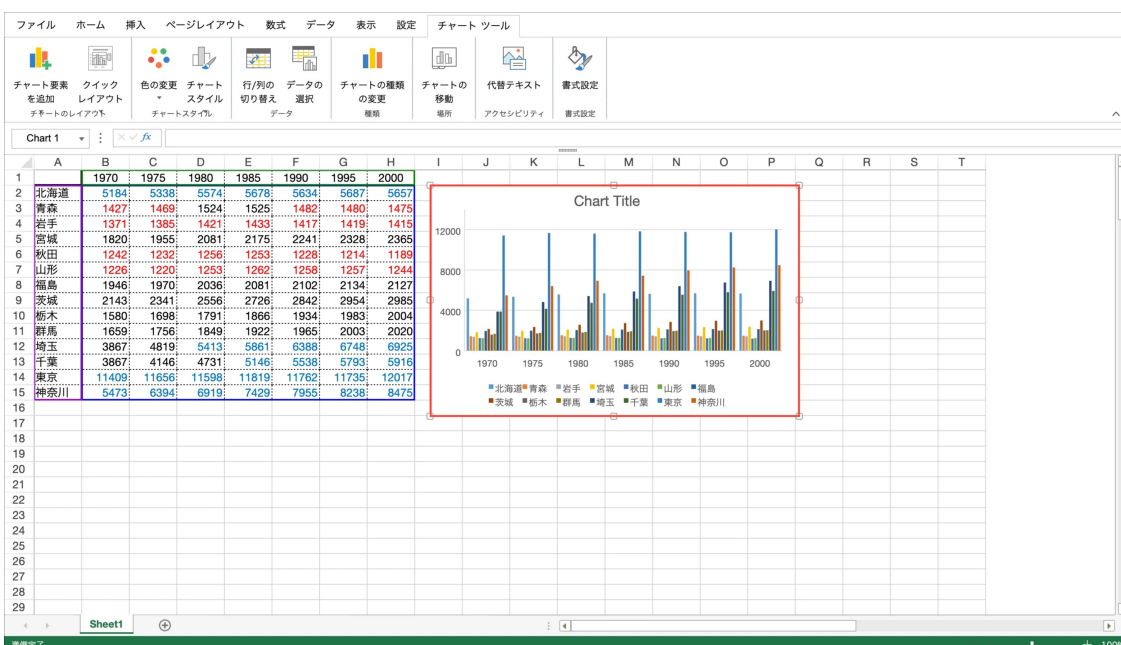 ファイル ホーム 挿入 ページレイアウト 数式 データ 表示 設定 チャート ツール
チャート要素 クイック 色の変更 チャート 行/列の データの チャートの種類 チャートの 代替テキスト 書式設定
を追加 レイアウト スタイル 切り替え 選択 の変更 移動
チャートのレイアウト チャートスタイル データ 種類 場所 アクセシビリティ 書式設定
Chart 1 fx
A B C D E F G H I J K L M N O P Q R S T
1 1970 1975 1980 1985 1990 1995 2000
2 北海道 5184 5338 5574 5678 5634 5687 5657
3 青森 1427 1469 1524 1525 1482 1480 1475
4 岩手 1371 1385 1421 1433 1417 1419 1415
5 宮城 1820 1955 2081 2175 2241 2328 2365
6 秋田 1242 1232 1256 1253 1228 1214 1189
7 山形 1226 1220 1253 1262 1258 1257 1244
8 福島 1946 1970 2036 2081 2102 2134 2127
9 茨城 2143 2341 2556 2726 2842 2954 2985
10 栃木 1580 1698 1791 1866 1934 1983 2004
11 群馬 1659 1756 1849 1922 1965 2003 2020
12 埼玉 3867 4819 5413 5861 6388 6748 6925
13 千葉 3867 4146 4731 5146 5538 5793 5916
14 東京 11409 11656 11598 11819 11762 11735 12017
15 神奈川 5473 6394 6919 7429 7955 8238 8475
16
17
18
19
20
21
22
23
24
25
26
27
28
29
Chart Title
12000
8000
4000
0
1970 1975 1980 1985 1990 1995 2000
北海道 青森 岩手 宮城 秋田 山形 福島
茨城 栃木 群馬 埼玉 千葉 東京 神奈川
Sheet1